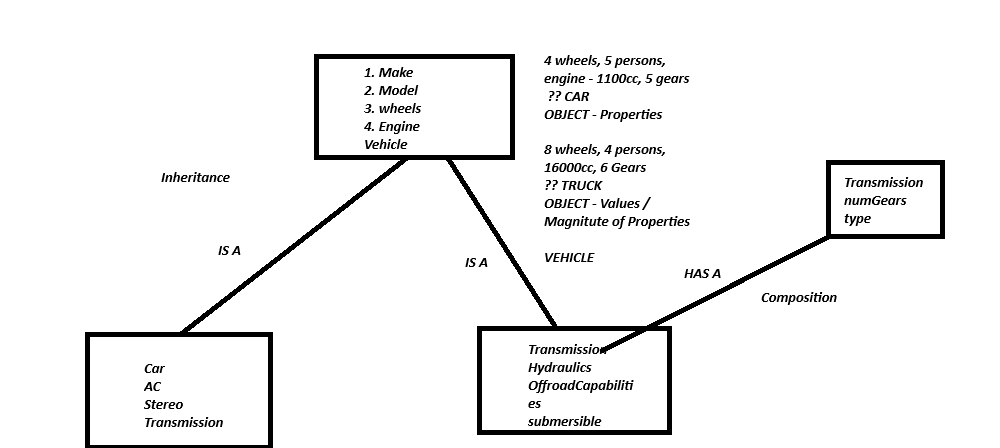 1. Make
2. Model
3. wheels
4. Engine
Vehicle
4 wheels, 5 persons,
engine - 1100cc, 5 gears
?? CAR
OBJECT - Properties
8 wheels, 4 persons,
16000cc, 6 Gears
?? TRUCK
OBJECT - Values /
Magnitute of Properties
VEHICLE
Inheritance
IS A
IS A
HAS A
Composition
Transmission
numGears
type
Car
AC
Stereo
Transmission
Transmission
Hydraulics
OffroadCapabiliti
es
submersible